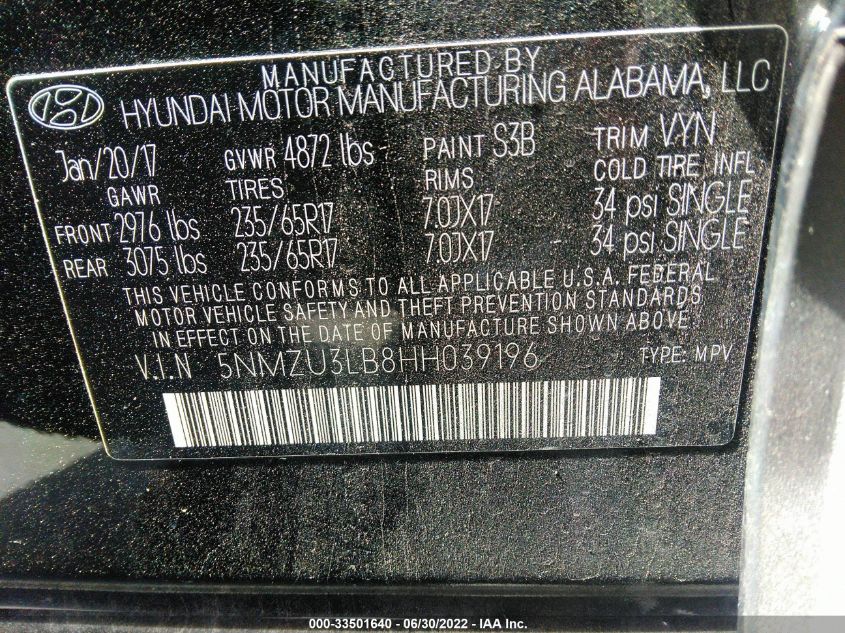 MANUFACTURED BY
HYUNDAI MOTOR MANUFACTURING ALABAMA, LLC
Jan/20/17 GVWR 4872 lbs PAINT S3B TRIM VYN
GAWR TIRES RIMS COLD TIRE INFL
FRONT 2976 lbs 235/65R17 7.0JX17 34 psi SINGLE
REAR 3075 lbs 235/65R17 7.0JX17 34 psi SINGLE
THIS VEHICLE CONFORMS TO ALL APPLICABLE U.S.A. FEDERAL
MOTOR VEHICLE SAFETY AND THEFT PREVENTION STANDARDS
IN EFFECT ON THE DATE OF MANUFACTURE SHOWN ABOVE.
V.I.N 5NMZU3LB8HH039196 TYPE: MPV
000-33501640 - 06/30/2022 - IAA Inc.